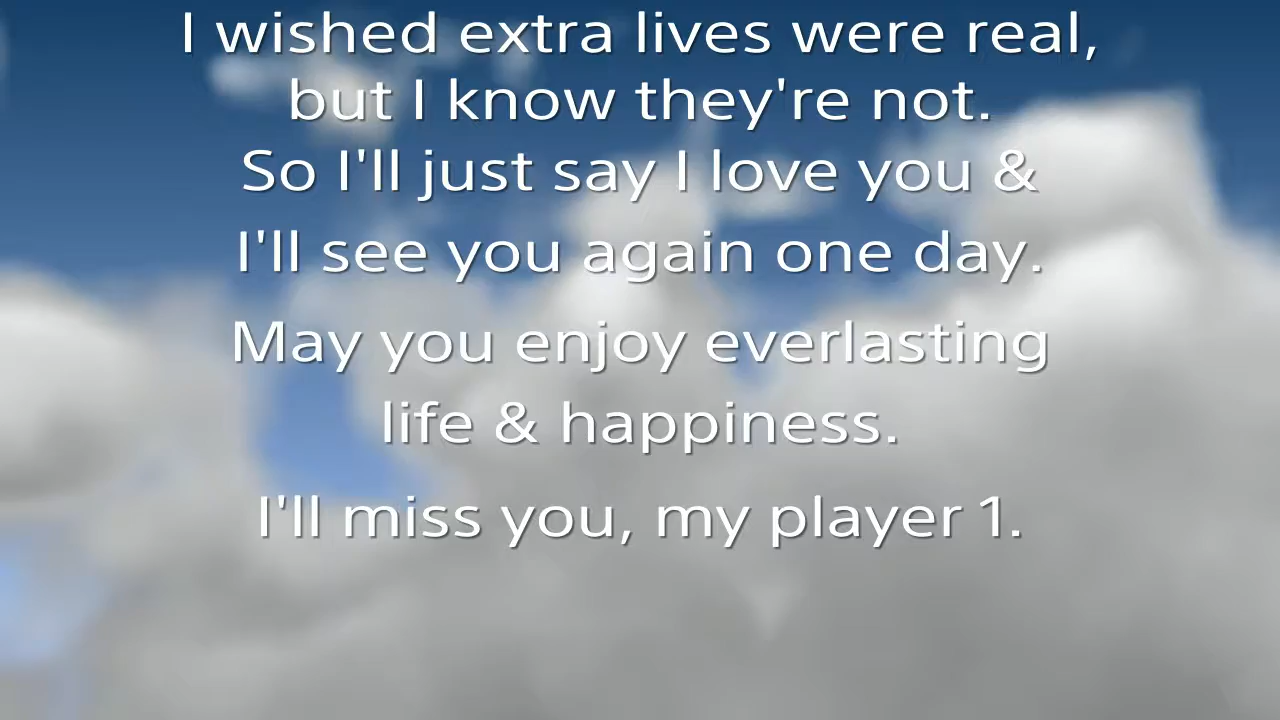 I wished extra lives were real,
but I know they're not.
So I'll just say I love you &
I'll see you again one day.
May you enjoy everlasting
life & happiness.
I'll miss you, my player 1.